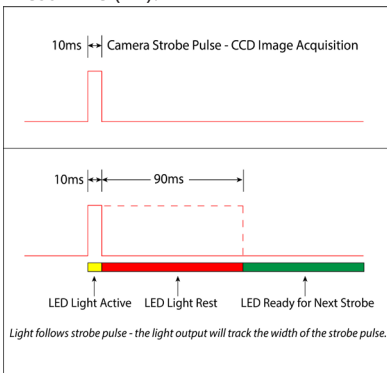 10ms Camera Strobe Pulse - CCD Image Acquisition
10ms 90ms
LED Light Active LED Light Rest LED Ready for Next Strobe
Light follows strobe pulse - the light output will track the width of the strobe pulse.